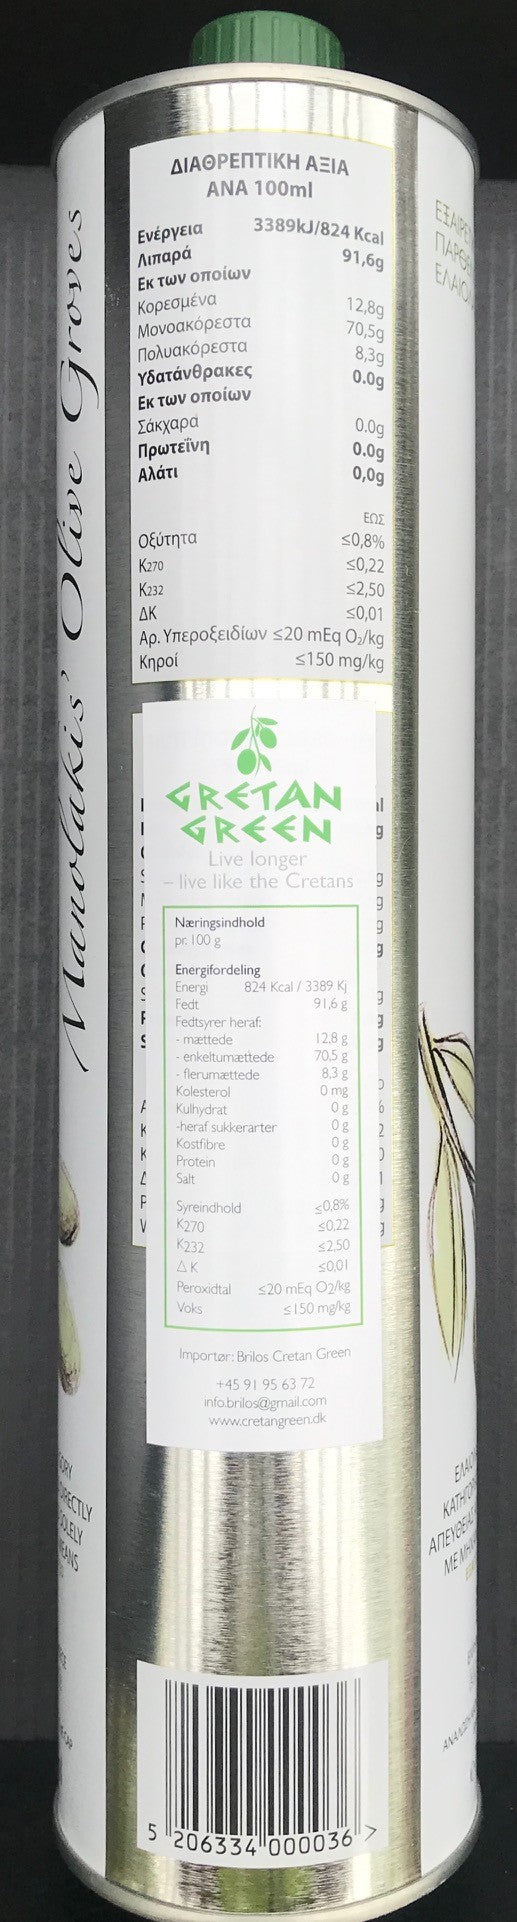 Manolakis' Olive Groves
ΔΙΑΘΡΕΠΤΙΚΗ ΑΞΙΑ
ΑΝΑ 100ml
Ενέργεια 3389kJ/824 Kcal
Λιπαρά 91,6g
Εκ των οποίων
Κορεσμένα 12,8g
Μονοακόρεστα 70,5g
Πολυακόρεστα 8,3g
Υδατάνθρακες 0.0g
Εκ των οποίων
Σάκχαρα 0.0g
Πρωτεΐνη 0.0g
Αλάτι 0,0g
ΕΩΣ
Οξύτητα ≤0,8%
K270 ≤0,22
K232 ≤2,50
ΔΚ ≤0,01
Αρ. Υπεροξειδίων ≤20 mEq O2/kg
Κηροί ≤150 mg/kg
GRETAN
GREEN
Live longer
– live like the Cretans
Næringsindhold
pr. 100 g
Energifordeling
Energi 824 Kcal / 3389 Kj
Fedt 91,6 g
Fedtsyrer heraf:
- mættede 12,8 g
- enkeltumættede 70,5 g
- flerumættede 8,3 g
Kolesterol 0 mg
Kulhydrat 0 g
-heraf sukkerarter 0 g
Kostfibre 0 g
Protein 0 g
Salt 0 g
Syreindhold ≤0,8%
K270 ≤0,22
K232 ≤2,50
Δ K ≤0,01
Peroxidtal ≤20 mEq O2/kg
Voks ≤150 mg/kg
Importør: Brilos Cretan Green
+45 91 95 63 72
info.brilos@gmail.com
www.cretangreen.dk
5 206334 000036 >